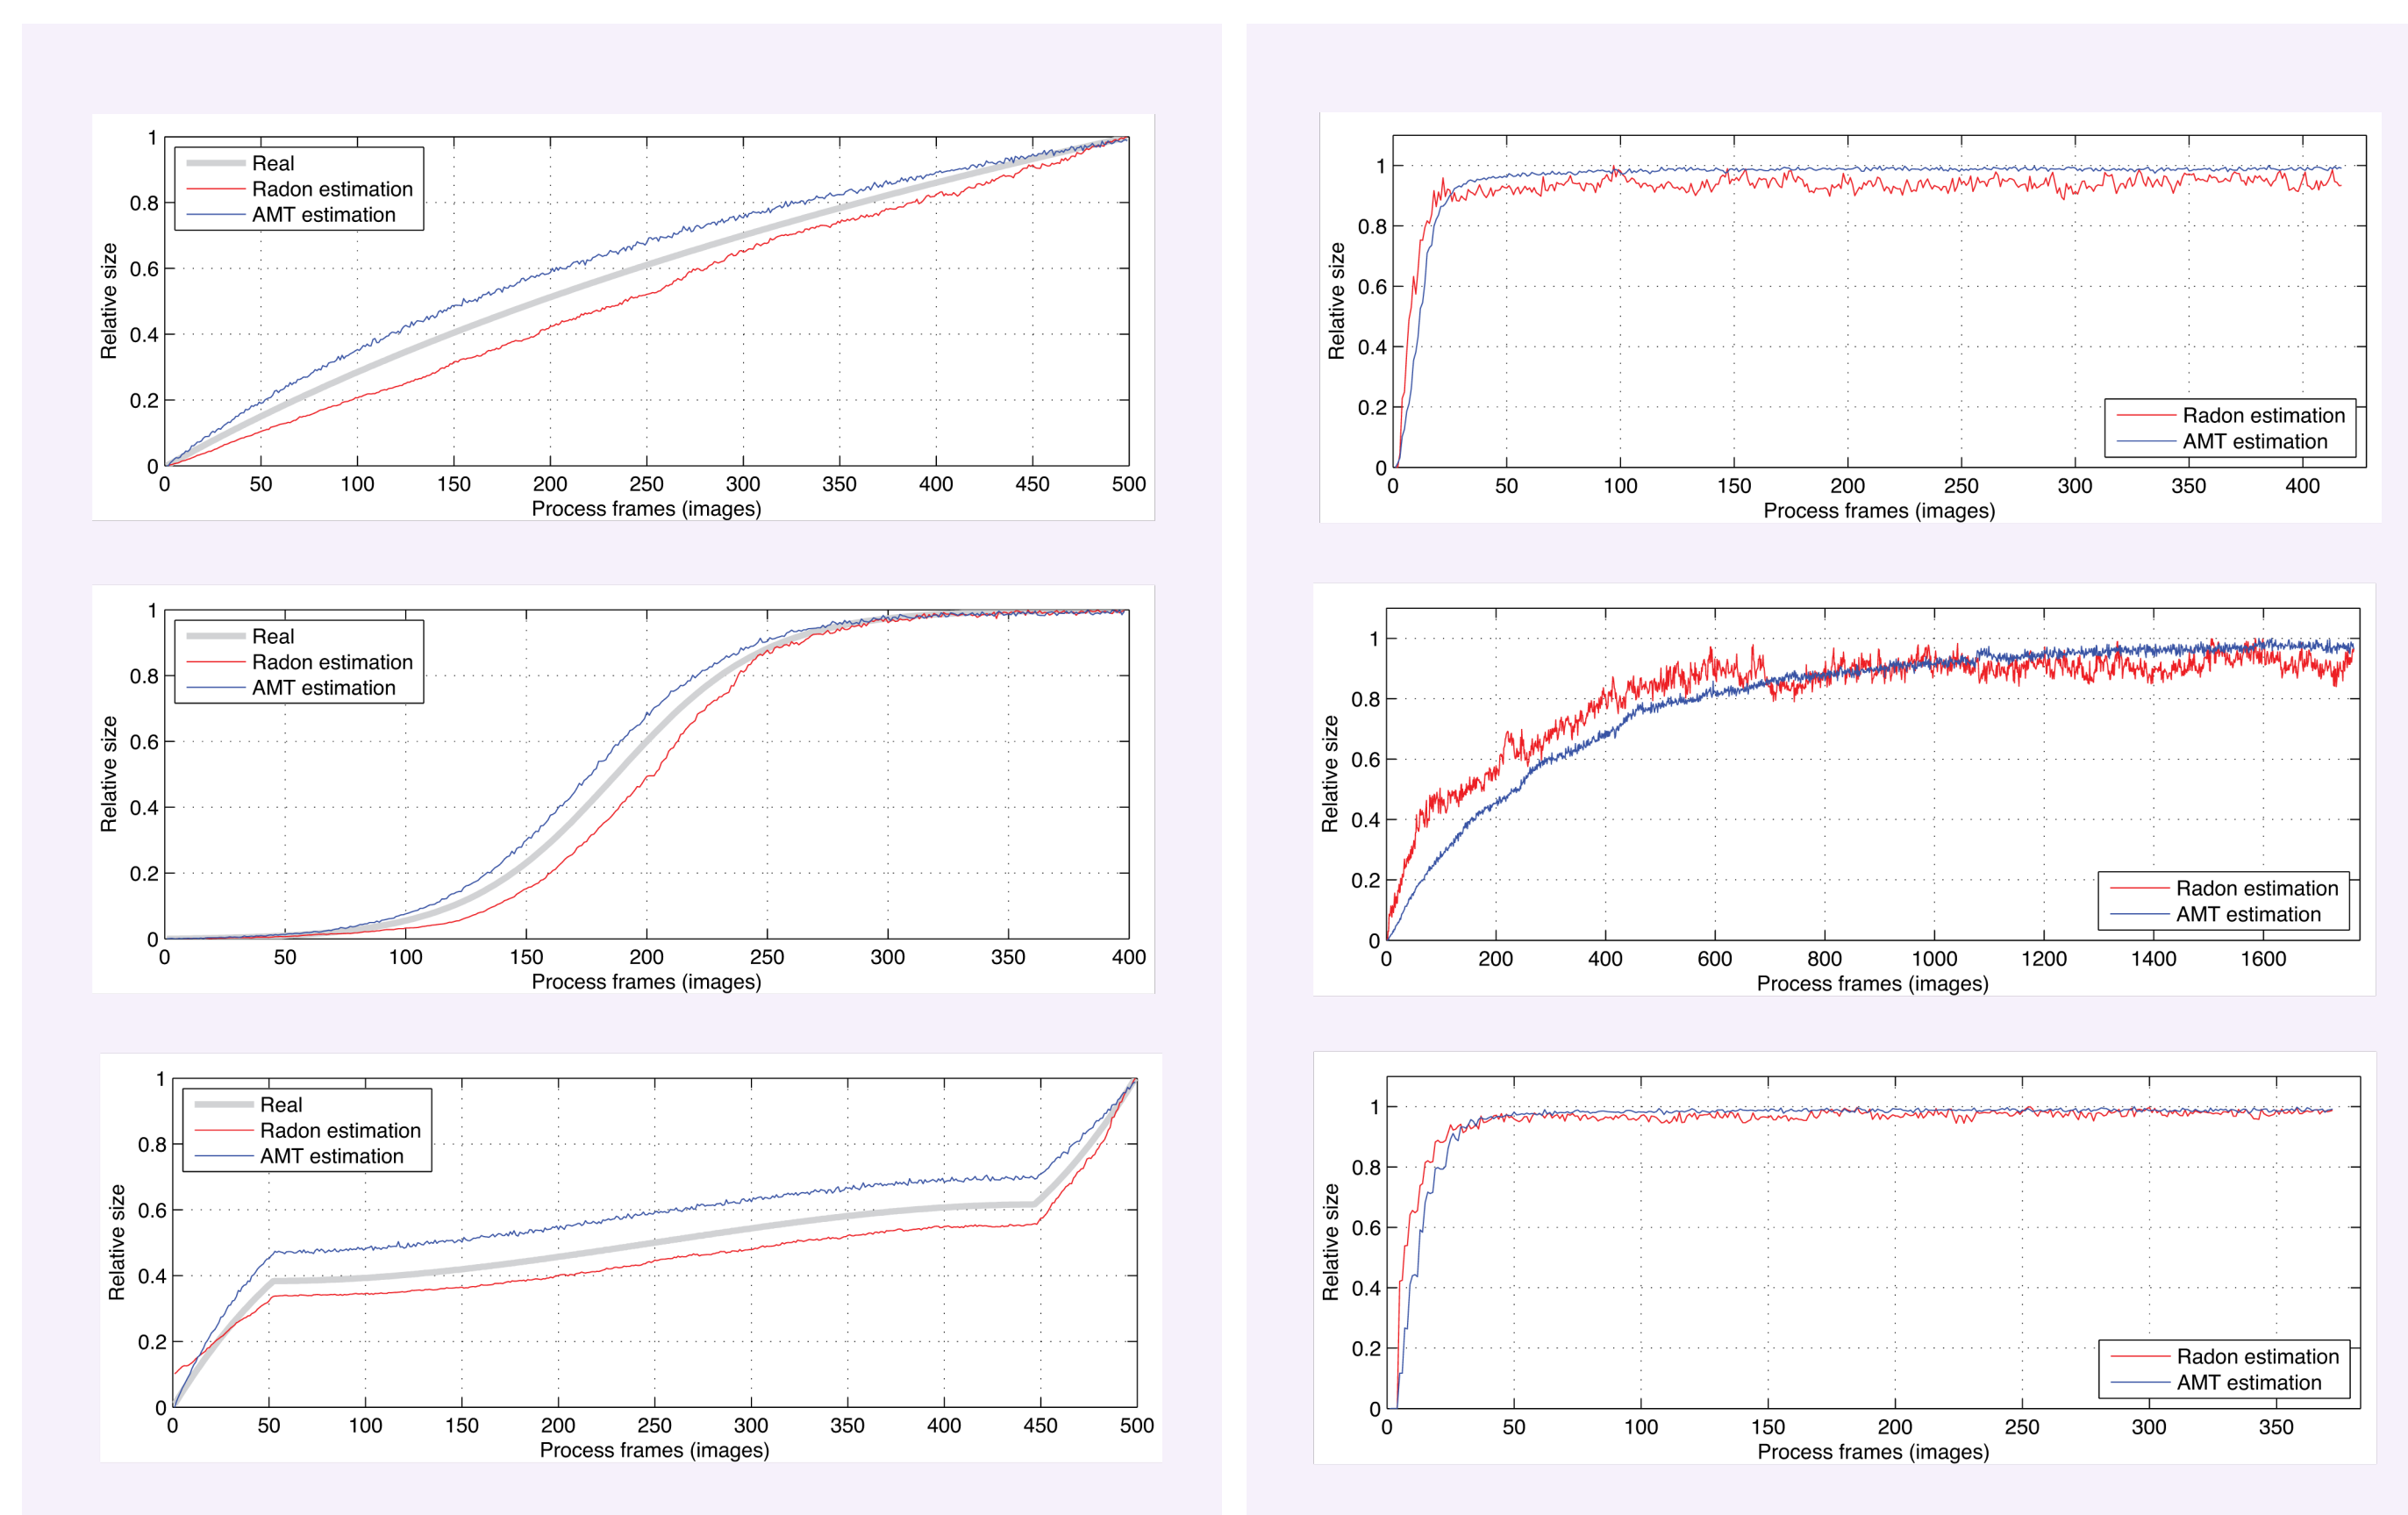 1
0.8
0.6
0.4
0.2
0
Relative size
Real
Radon estimation
AMT estimation
0 50 100 150 200 250 300 350 400 450 500
Process frames (images)
1
0.8
0.6
0.4
0.2
0
Relative size
Radon estimation
AMT estimation
0 50 100 150 200 250 300 350 400
Process frames (images)
1
0.8
0.6
0.4
0.2
0
Relative size
Real
Radon estimation
AMT estimation
0 50 100 150 200 250 300 350 400
Process frames (images)
1
0.8
0.6
0.4
0.2
0
Relative size
Radon estimation
AMT estimation
0 200 400 600 800 1000 1200 1400 1600
Process frames (images)
1
0.8
0.6
0.4
0.2
0
Relative size
Real
Radon estimation
AMT estimation
0 50 100 150 200 250 300 350 400 450 500
Process frames (images)
1
0.8
0.6
0.4
0.2
0
Relative size
Radon estimation
AMT estimation
0 50 100 150 200 250 300 350
Process frames (images)